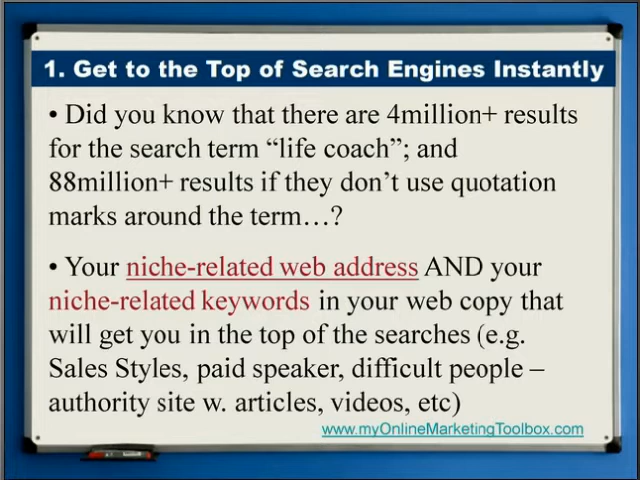 1. Get to the Top of Search Engines Instantly
• Did you know that there are 4million+ results
for the search term “life coach”; and
88million+ results if they don’t use quotation
marks around the term…?
• Your niche-related web address AND your
niche-related keywords in your web copy that
will get you in the top of the searches (e.g.
Sales Styles, paid speaker, difficult people –
authority site w. articles, videos, etc)
www.myOnlineMarketingToolbox.com